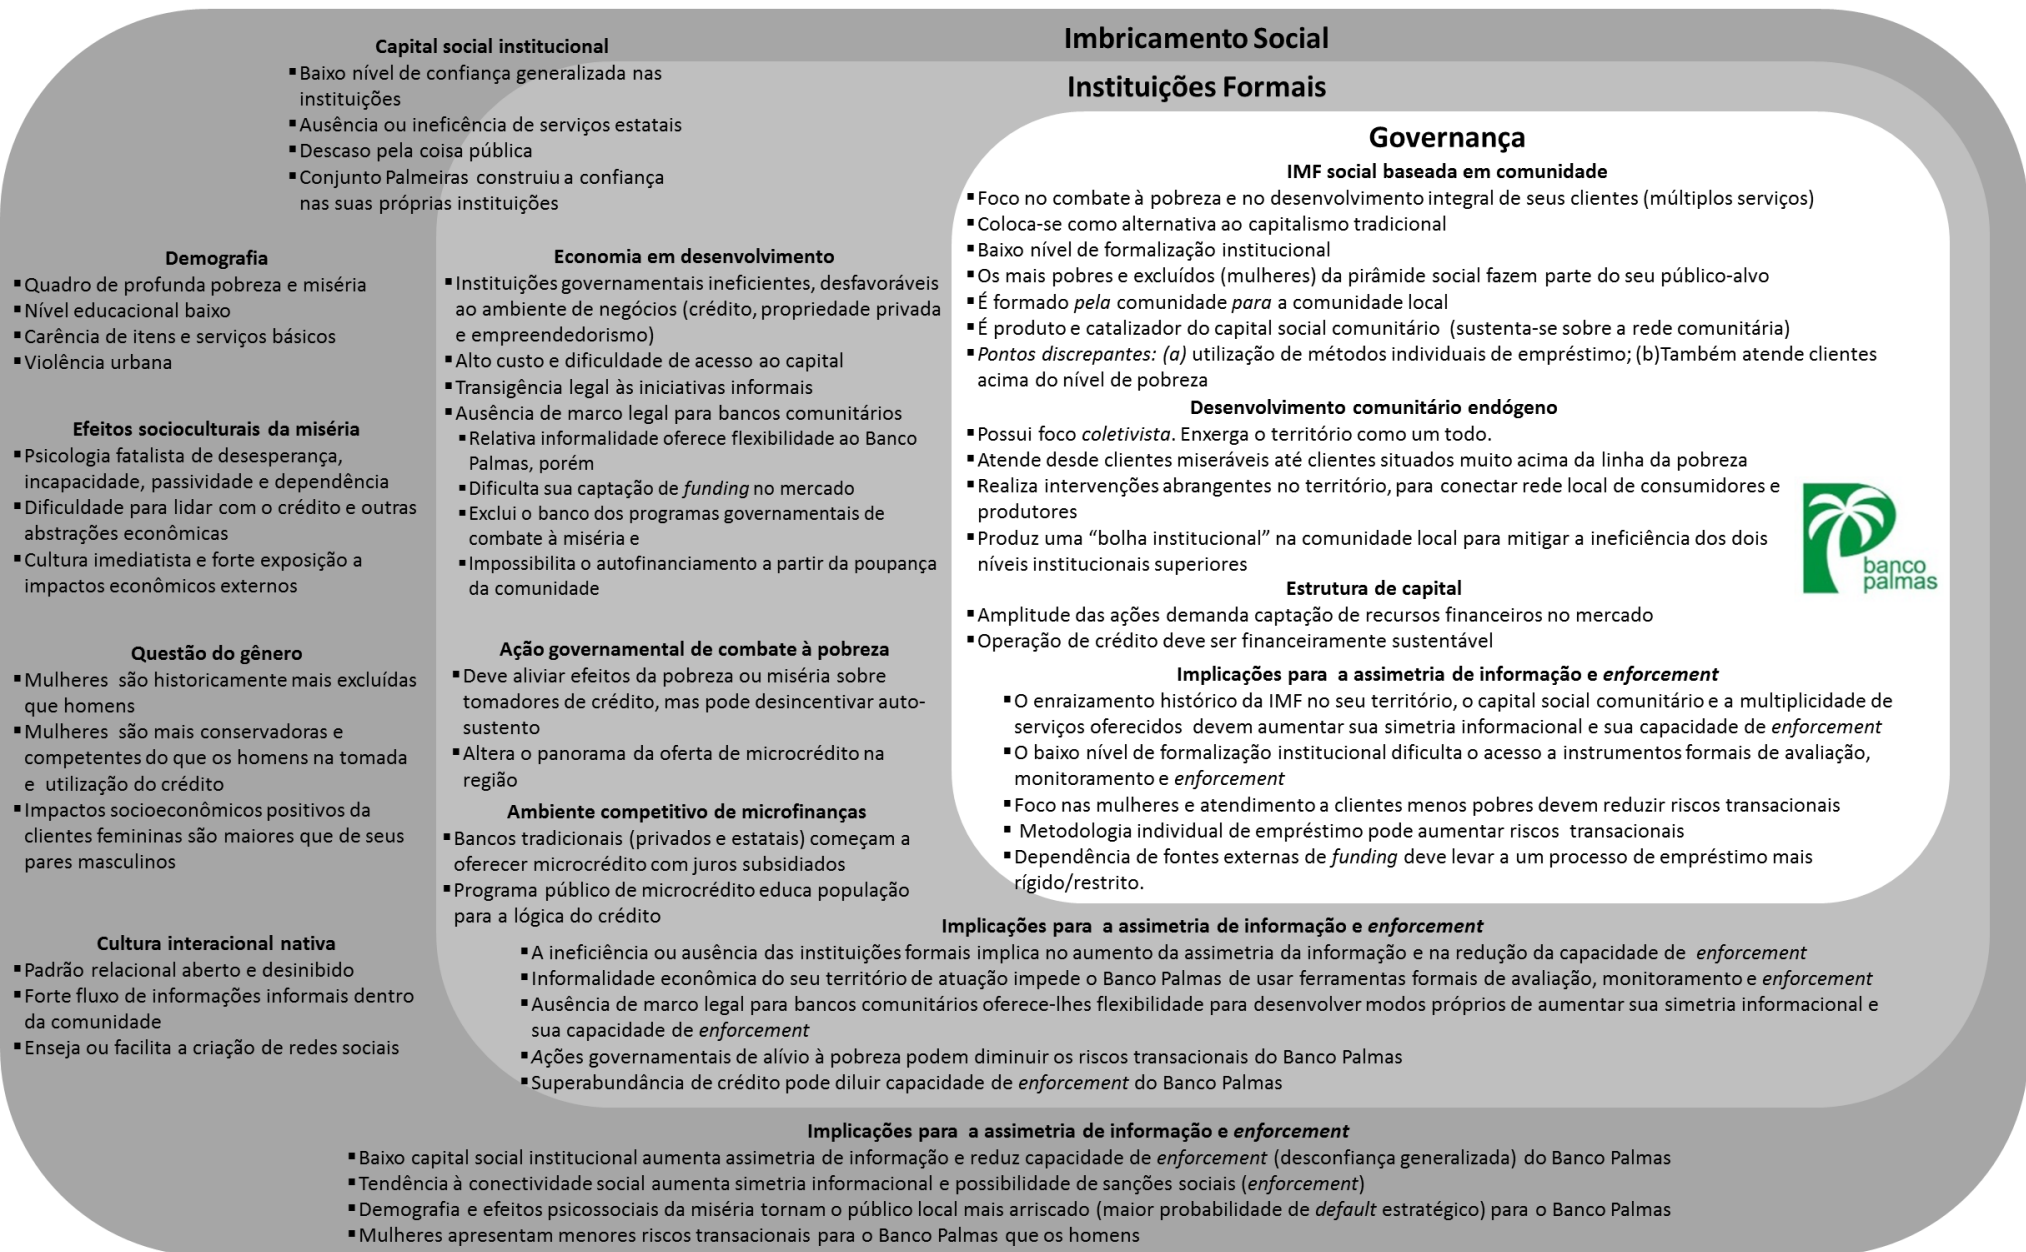 Imbricamento Social
Capital social institucional
▪Baixo nível de confiança generalizada nas
instituições
▪Ausência ou ineficência de serviços estatais
▪Descaso pela coisa pública
▪Conjunto Palmeiras construiu a confiança
nas suas próprias instituições
Demografia
▪Quadro de profunda pobreza e miséria
▪Nível educacional baixo
▪Carência de itens e serviços básicos
▪Violência urbana
Efeitos socioculturais da miséria
▪Psicologia fatalista de desesperança,
incapacidade, passividade e dependência
▪Dificuldade para lidar com o crédito e outras
abstrações econômicas
▪Cultura imediatista e forte exposição a
impactos econômicos externos
Questão do gênero
▪Mulheres são historicamente mais excluídas
que homens
▪Mulheres são mais conservadoras e
competentes do que os homens na tomada
e utilização do crédito
▪Impactos socioeconômicos positivos da
clientes femininas são maiores que de seus
pares masculinos
Cultura interacional nativa
▪Padrão relacional aberto e desinibido
▪Forte fluxo de informações informais dentro
da comunidade
▪Enseja ou facilita a criação de redes sociais
Instituições Formais
Economia em desenvolvimento
▪Instituições governamentais ineficientes, desfavoráveis
ao ambiente de negócios (crédito, propriedade privada
e empreendedorismo)
▪Alto custo e dificuldade de acesso ao capital
▪Transigência legal às iniciativas informais
▪Ausência de marco legal para bancos comunitários
▪Relativa informalidade oferece flexibilidade ao Banco
Palmas, porém
▪Dificulta sua captação de funding no mercado
▪Exclui o banco dos programas governamentais de
combate à miséria e
▪Impossibilita o autofinanciamento a partir da poupança
da comunidade
Ação governamental de combate à pobreza
▪Deve aliviar efeitos da pobreza ou miséria sobre
tomadores de crédito, mas pode desincentivar auto-
sustento
▪Altera o panorama da oferta de microcrédito na
região
Ambiente competitivo de microfinanças
▪Bancos tradicionais (privados e estatais) começam a
oferecer microcrédito com juros subsidiados
▪Programa público de microcrédito educa população
para a lógica do crédito
Governança
IMF social baseada em comunidade
▪Foco no combate à pobreza e no desenvolvimento integral de seus clientes (múltiplos serviços)
▪Coloca-se como alternativa ao capitalismo tradicional
▪Baixo nível de formalização institucional
▪Os mais pobres e excluídos (mulheres) da pirâmide social fazem parte do seu público-alvo
▪É formado pela comunidade para a comunidade local
▪É produto e catalizador do capital social comunitário (sustenta-se sobre a rede comunitária)
▪Pontos discrepantes: (a) utilização de métodos individuais de empréstimo; (b)Também atende clientes
acima do nível de pobreza
Desenvolvimento comunitário endógeno
▪Possui foco coletivista. Enxerga o território como um todo.
▪Atende desde clientes miseráveis até clientes situados muito acima da linha da pobreza
▪Realiza intervenções abrangentes no território, para conectar rede local de consumidores e
produtores
▪Produz uma “bolha institucional” na comunidade local para mitigar a ineficiência dos dois
níveis institucionais superiores
banco
palmas
Estrutura de capital
▪Amplitude das ações demanda captação de recursos financeiros no mercado
▪Operação de crédito deve ser financeiramente sustentável
Implicações para a assimetria de informação e enforcement
▪O enraizamento histórico da IMF no seu território, o capital social comunitário e a multiplicidade de
serviços oferecidos devem aumentar sua simetria informacional e sua capacidade de enforcement
▪O baixo nível de formalização institucional dificulta o acesso a instrumentos formais de avaliação,
monitoramento e enforcement
▪Foco nas mulheres e atendimento a clientes menos pobres devem reduzir riscos transacionais
▪ Metodologia individual de empréstimo pode aumentar riscos transacionais
▪Dependência de fontes externas de funding deve levar a um processo de empréstimo mais
rígido/restrito.
Implicações para a assimetria de informação e enforcement
▪A ineficiência ou ausência das instituições formais implica no aumento da assimetria da informação e na redução da capacidade de enforcement
▪Informalidade econômica do seu território de atuação impede o Banco Palmas de usar ferramentas formais de avaliação, monitoramento e enforcement
▪Ausência de marco legal para bancos comunitários oferece-lhes flexibilidade para desenvolver modos próprios de aumentar sua simetria informacional e
sua capacidade de enforcement
▪Ações governamentais de alívio à pobreza podem diminuir os riscos transacionais do Banco Palmas
▪Superabundância de crédito pode diluir capacidade de enforcement do Banco Palmas
Implicações para a assimetria de informação e enforcement
▪Baixo capital social institucional aumenta assimetria de informação e reduz capacidade de enforcement (desconfiança generalizada) do Banco Palmas
▪Tendência à conectividade social aumenta simetria informacional e possibilidade de sanções sociais (enforcement)
▪Demografia e efeitos psicossociais da miséria tornam o público local mais arriscado (maior probabilidade de default estratégico) para o Banco Palmas
▪Mulheres apresentam menores riscos transacionais para o Banco Palmas que os homens